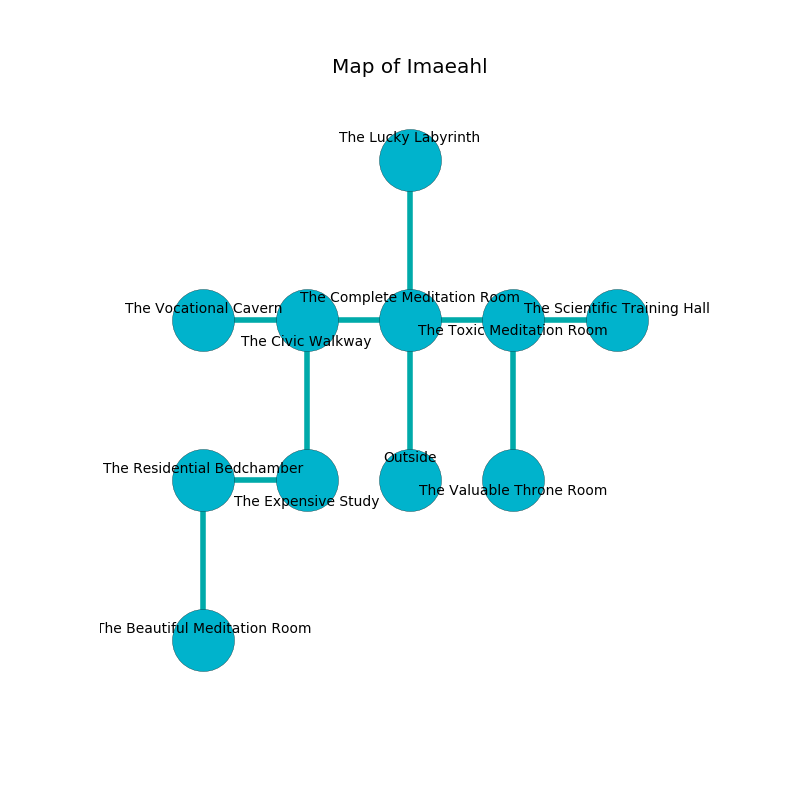 Map of Imaeahl
The Lucky Labyrinth
The Complete Meditation Room
The Vocational Cavern
The Scientific Training Hall
The Toxic Meditation Room
The Civic Walkway
Outside
The Residential Bedchamber
The Valuable Throne Room
The Expensive Study
The Beautiful Meditation Room